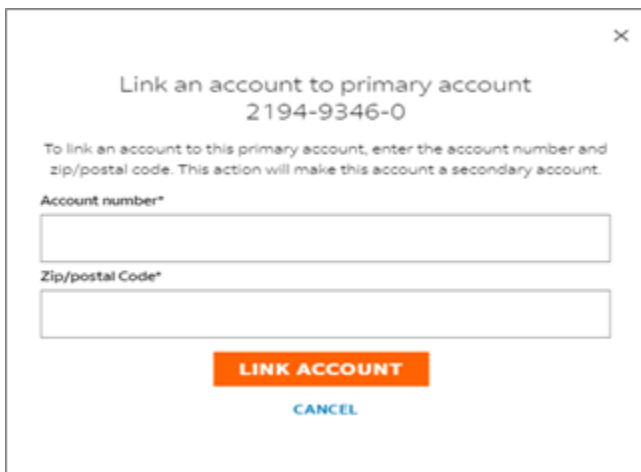 ×
Link an account to primary account
2194-9346-0
To link an account to this primary account, enter the account number and
zip/postal code. This action will make this account a secondary account.
Account number*
Zip/postal Code*
LINK ACCOUNT
CANCEL